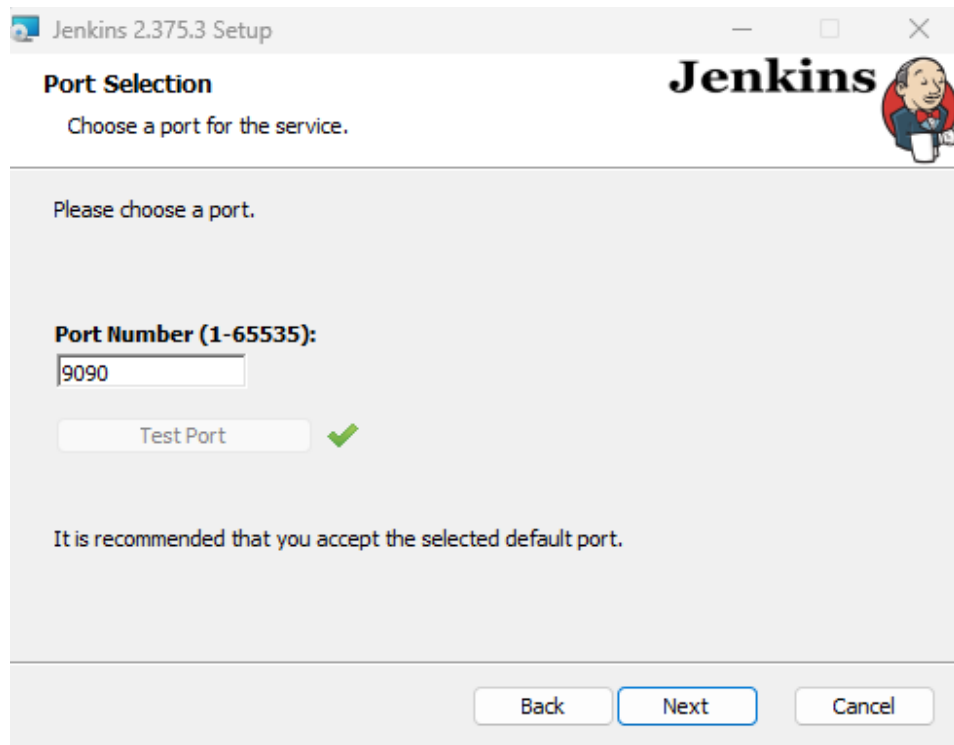 Jenkins 2.375.3 Setup
Port Selection
Jenkins
Choose a port for the service.
Please choose a port.
Port Number (1-65535):
9090
Test Port
It is recommended that you accept the selected default port.
Back Next Cancel